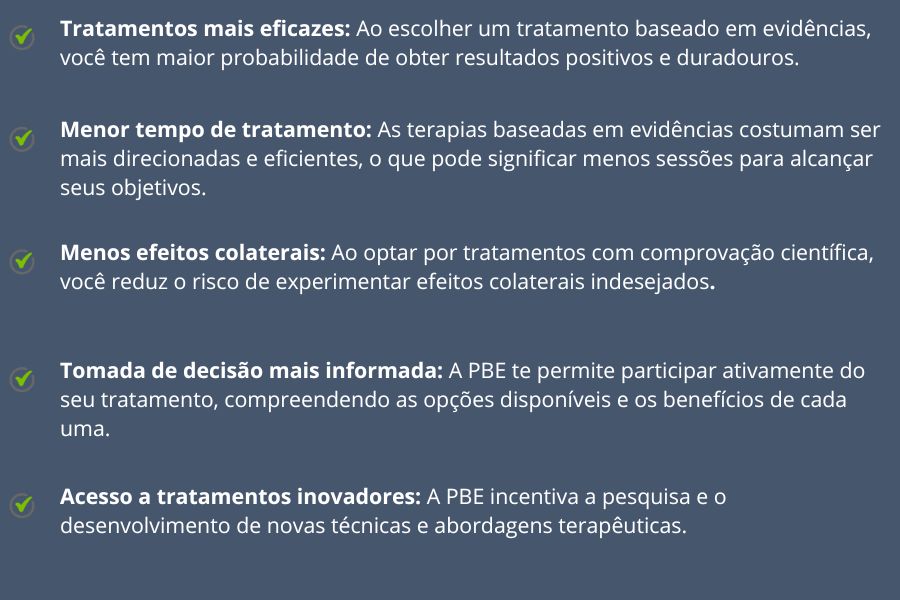 Tratamentos mais eficazes: Ao escolher um tratamento baseado em evidências,
você tem maior probabilidade de obter resultados positivos e duradouros.
Menor tempo de tratamento: As terapias baseadas em evidências costumam ser
mais direcionadas e eficientes, o que pode significar menos sessões para alcançar
seus objetivos.
Menos efeitos colaterais: Ao optar por tratamentos com comprovação científica,
você reduz o risco de experimentar efeitos colaterais indesejados.
Tomada de decisão mais informada: A PBE te permite participar ativamente do
seu tratamento, compreendendo as opções disponíveis e os benefícios de cada
uma.
Acesso a tratamentos inovadores: A PBE incentiva a pesquisa e o
desenvolvimento de novas técnicas e abordagens terapêuticas.